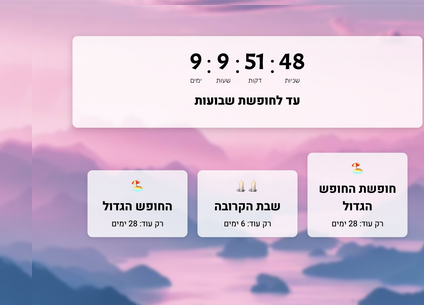 9 : 9 : 51 : 48
ימים שעות דקות שניות
עד לחופשת שבועות
חופשת החופש
הגדול
רק עוד: 28 ימים
שבת הקרובה
רק עוד: 6 ימים
החופש הגדול
רק עוד: 28 ימים